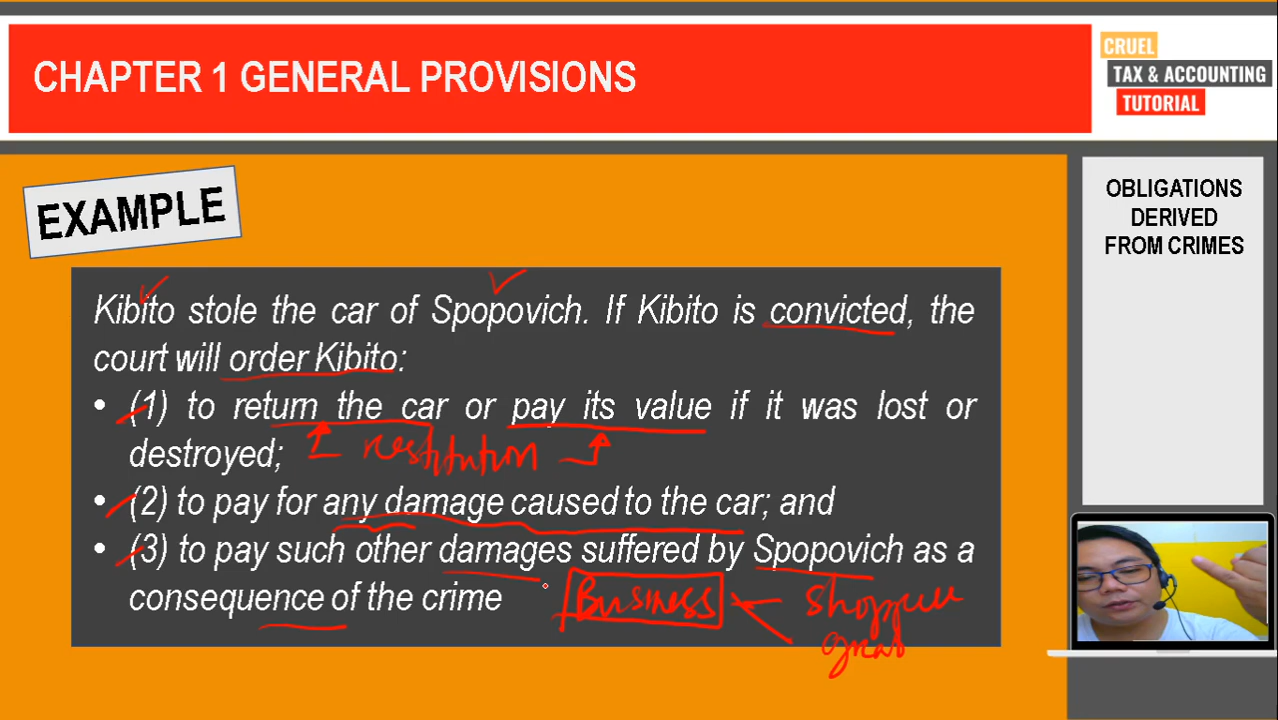 CHAPTER 1 GENERAL PROVISIONS
CRUEL
TAX & ACCOUNTING
TUTORIAL
EXAMPLE
OBLIGATIONS
DERIVED
FROM CRIMES
Kibito stole the car of Spopovich. If Kibito is convicted, the
court will order Kibito:
• (1) to return the car or pay its value if it was lost or
destroyed;
restitution
• (2) to pay for any damage caused to the car; and
• (3) to pay such other damages suffered by Spopovich as a
consequence of the crime
Business